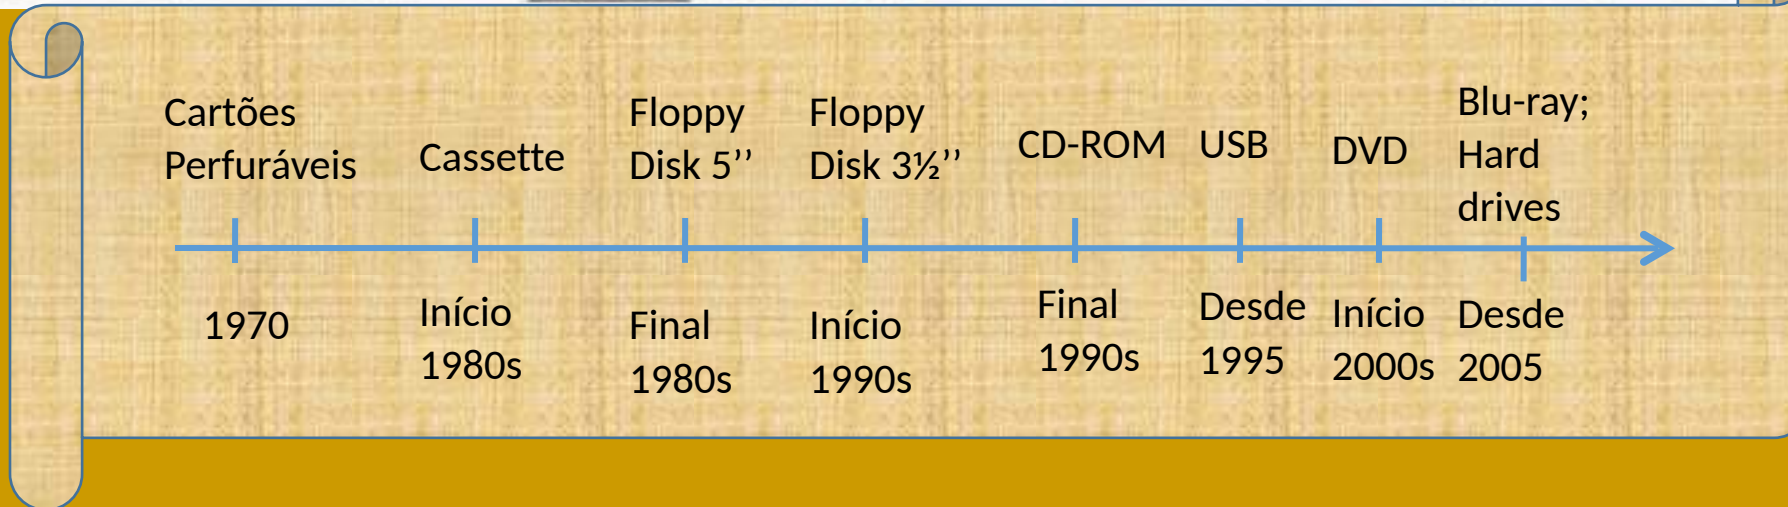 Cartões
Perfuráveis
Cassette
Floppy
Disk 5’’
Floppy
Disk 3½’’
CD-ROM
USB
DVD
Blu-ray;
Hard
drives
1970
Início
1980s
Final
1980s
Início
1990s
Final
1990s
Desde
1995
Início
2000s
Desde
2005